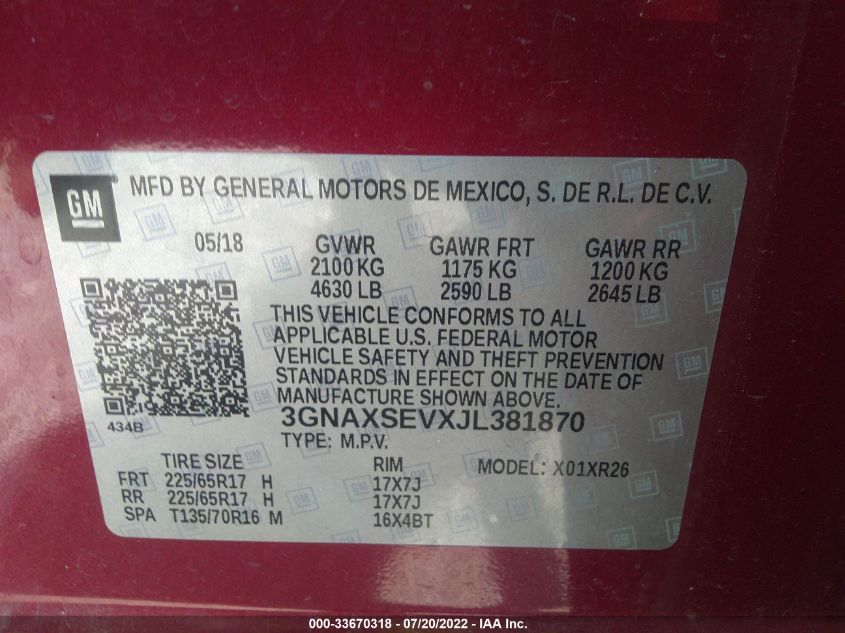 GM MFD BY GENERAL MOTORS DE MEXICO, S. DE R.L. DE C.V.
05/18 GVWR GAWR FRT GAWR RR
2100 KG 1175 KG 1200 KG
4630 LB 2590 LB 2645 LB
THIS VEHICLE CONFORMS TO ALL
APPLICABLE U.S. FEDERAL MOTOR
VEHICLE SAFETY AND THEFT PREVENTION
STANDARDS IN EFFECT ON THE DATE OF
MANUFACTURE SHOWN ABOVE.
434B 3GNAXSEVXJL381870
TYPE: M.P.V.
TIRE SIZE RIM MODEL: X01XR26
FRT 225/65R17 H 17X7J
RR 225/65R17 H 17X7J
SPA T135/70R16 M 16X4BT
000-33670318 - 07/20/2022 - IAA Inc.